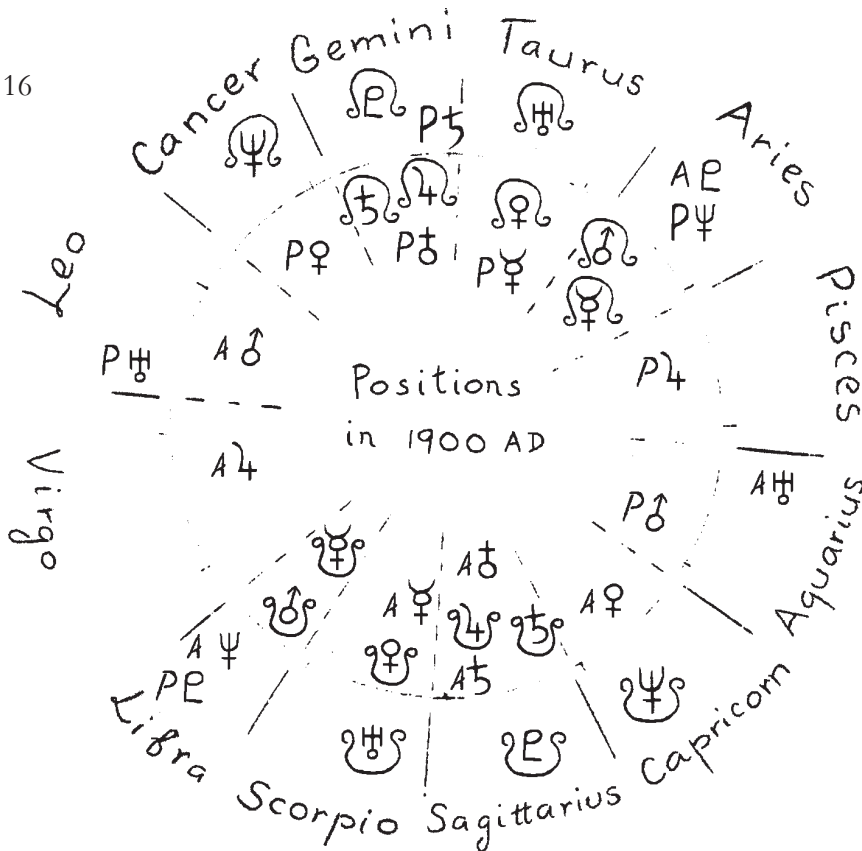 16
Cancer
Gemini
Taurus
Aries
Pisces
Aquarius
Capricorn
Sagittarius
Scorpio
Libra
Virgo
Leo
☊♆
☊♇
P♄
☊♅
A♇
P♆
☊♄
☊♃
☊♀
☊♂
P♀
P♁
P☿
☊☿
P♅
A♂
P♃
Positions
in 1900 AD
A♃
A♅
P♂
☋☿
A♁
☋♂
A☿
☋♃
☋♄
A♀
A♆
☋♀
A♄
P♇
☋♆
☋♅
☋♇